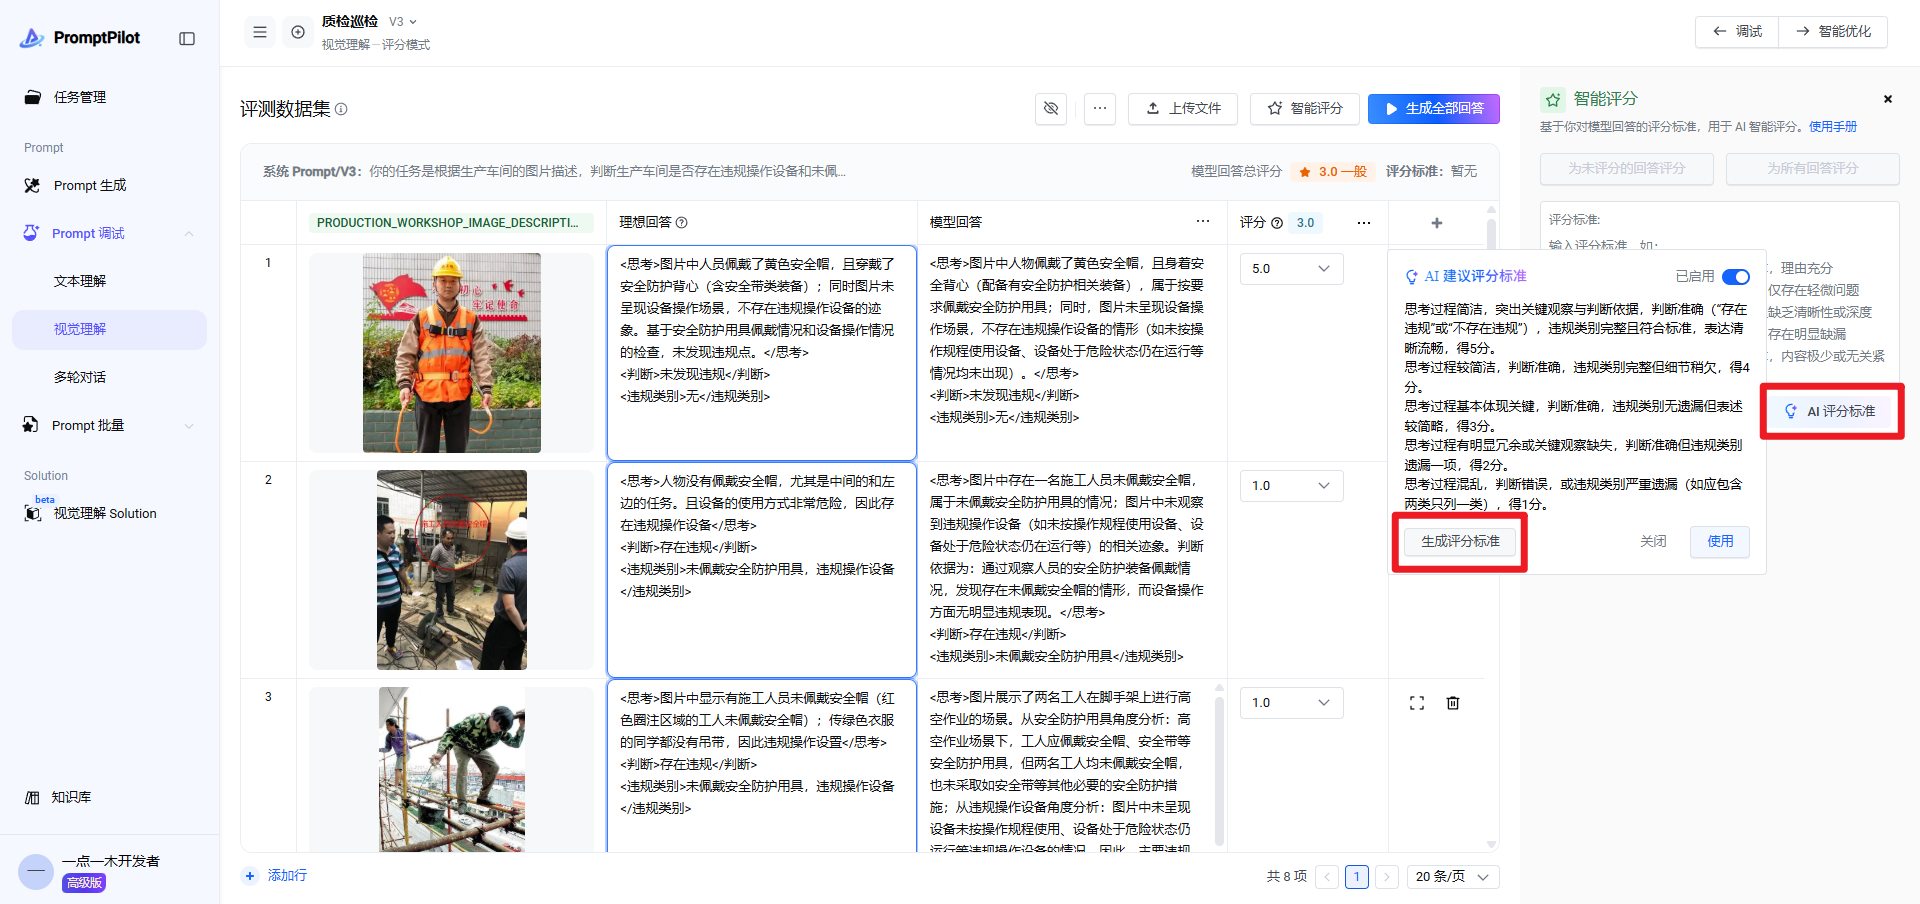 PromptPilot
任务管理
Prompt
Prompt 生成
Prompt 调试
文本理解
视觉理解
多轮对话
Prompt 批量
Solution
beta
视觉理解 Solution
知识库
一点一木开发者
高级版
质检巡检 V3
视觉理解－评分模式
调试
智能优化
评测数据集
上传文件
智能评分
生成全部回答
系统 Prompt/V3：你的任务是根据生产车间的图片描述，判断生产车间是否存在违规操作设备和未佩...
模型回答总评分 3.0 一般 评分标准：暂无
PRODUCTION_WORKSHOP_IMAGE_DESCRIPTI...
理想回答
模型回答
评分 3.0
1
初心
牢记使命
<思考>图片中人员佩戴了黄色安全帽，且穿戴了
安全防护背心（含安全带类装备）；同时图片未
呈现设备操作场景，不存在违规操作设备的迹
象。基于安全防护用具佩戴情况和设备操作情况
的检查，未发现违规点。</思考>
<判断>未发现违规</判断>
<违规类别>无</违规类别>
<思考>图片中人物佩戴了黄色安全帽，且身着安
全背心（配备有安全防护相关装备），属于按要
求佩戴安全防护用具；同时，图片未呈现设备操
作场景，不存在违规操作设备的情形（如未按操
作规程使用设备、设备处于危险状态仍在运行等
情况均未出现）。</思考>
<判断>未发现违规</判断>
<违规类别>无</违规类别>
5.0
2
<思考>人物没有佩戴安全帽，尤其是中间的和左
边的任务。且设备的使用方式非常危险，因此存
在违规操作设备</思考>
<判断>存在违规</判断>
<违规类别>未佩戴安全防护用具，违规操作设备
</违规类别>
<思考>图片中存在一名施工人员未佩戴安全帽，
属于未佩戴安全防护用具的情况；图片中未观察
到违规操作设备（如未按操作规程使用设备、设
备处于危险状态仍在运行等）的相关迹象。判断
依据为：通过观察人员的安全防护装备佩戴情
况，发现存在未佩戴安全帽的情形，而设备操作
方面无明显违规表现。</思考>
<判断>存在违规</判断>
<违规类别>未佩戴安全防护用具</违规类别>
1.0
3
<思考>图片中显示有施工人员未佩戴安全帽（红
色圈注区域的工人未佩戴安全帽）；传绿色衣服
的同学都没有吊带，因此违规操作设置</思考>
<判断>存在违规</判断>
<违规类别>未佩戴安全防护用具，违规操作设备
</违规类别>
<思考>图片展示了两名工人在脚手架上进行高
空作业的场景。从安全防护用具角度分析：高
空作业场景下，工人应佩戴安全帽、安全带等
安全防护用具，但两名工人均未佩戴安全帽，
也未采取如安全带等其他必要的安全防护措
施；从违规操作设备角度分析：图片中未呈现
设备未按操作规程使用、设备处于危险状态仍
运行等违规操作设备的情况。因此，主要违规
1.0
添加行
共 8 项
1
20 条/页
智能评分
基于你对模型回答的评分标准，用于 AI 智能评分。使用手册
为未评分的回答评分
为所有回答评分
评分标准:
输入评分标准，如:
，理由充分
仅存在轻微问题
缺乏清晰性或深度
存在明显缺漏
，内容极少或无关紧
AI 评分标准
AI 建议评分标准
已启用
思考过程简洁，突出关键观察与判断依据，判断准确（“存在
违规”或“不存在违规”），违规类别完整且符合标准，表达清
晰流畅，得5分。
思考过程较简洁，判断准确，违规类别完整但细节稍欠，得4
分。
思考过程基本体现关键，判断准确，违规类别无遗漏但表述
较简略，得3分。
思考过程有明显冗余或关键观察缺失，判断准确但违规类别
遗漏一项，得2分。
思考过程混乱，判断错误，或违规类别严重遗漏（如应包含
两类只列一类），得1分。
生成评分标准
关闭
使用